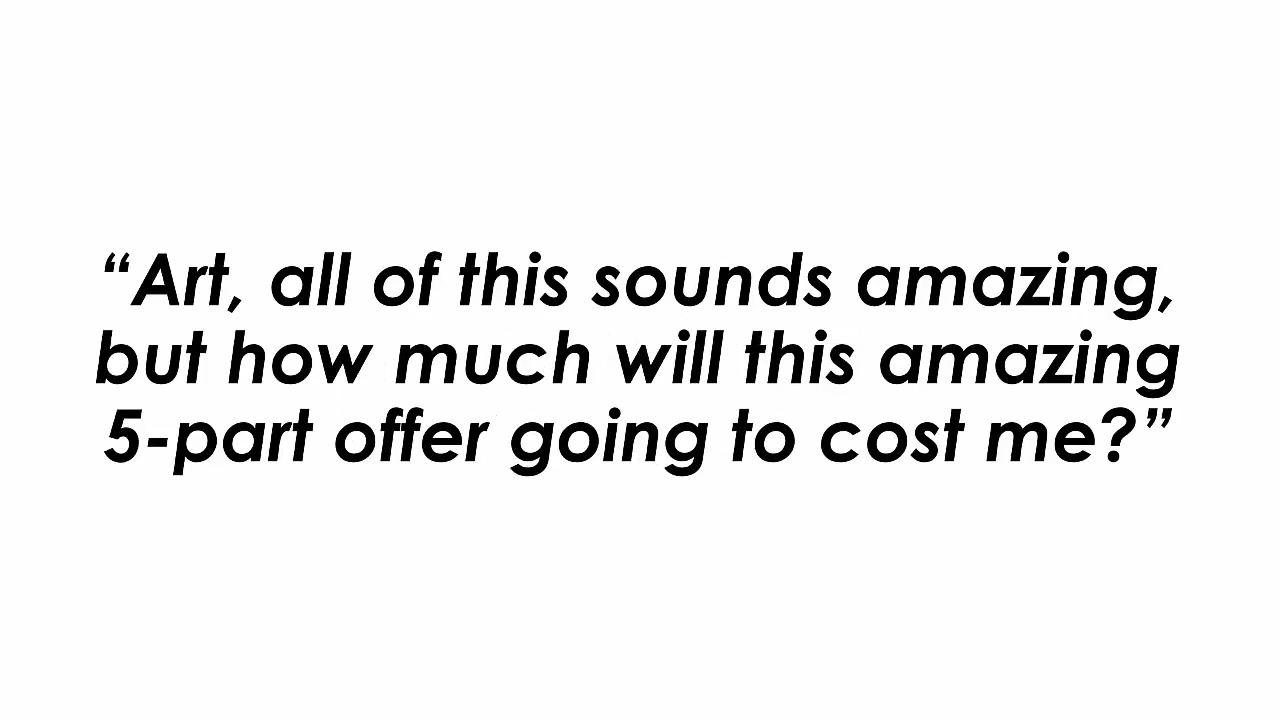 “Art, all of this sounds amazing,
but how much will this amazing
5-part offer going to cost me?”